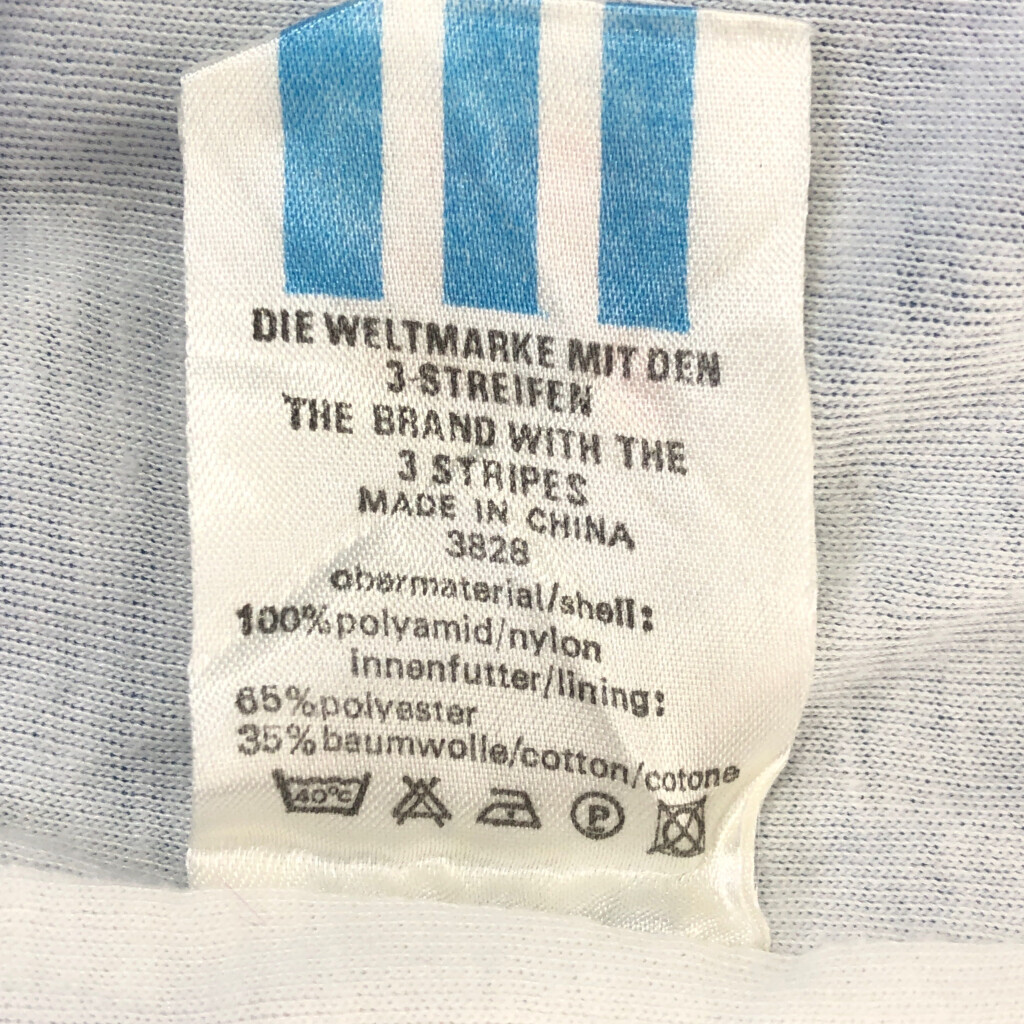 DIE WELTMARKE MIT DEN
3-STREIFEN
THE BRAND WITH THE
3 STRIPES
MADE IN CHINA
3828
obermaterial/shell:
100%polyamid/nylon
innenfutter/lining:
65%polyester
35%baumwolle/cotton/cotone
40°C P